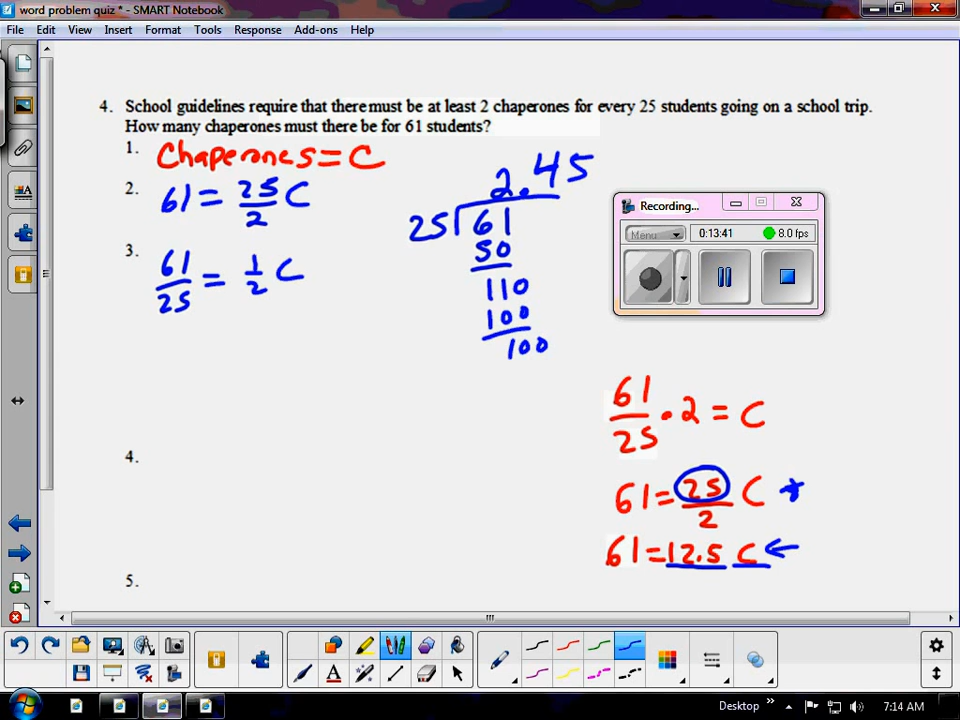 word problem quiz * - SMART Notebook
File Edit View Insert Format Tools Response Add-ons Help
4. School guidelines require that there must be at least 2 chaperones for every 25 students going on a school trip.
How many chaperones must there be for 61 students?
1. Chaperones = C
2. 61 = 25/2 C
3. 61/25 = 1/2 C
2.45
25 61
50
110
100
100
Recording...
Menu 0:13:41 8.0 fps
61/25 • 2 = C
61 = 25/2 C
61 = 12.5 C
4.
5.
Desktop » 7:14 AM